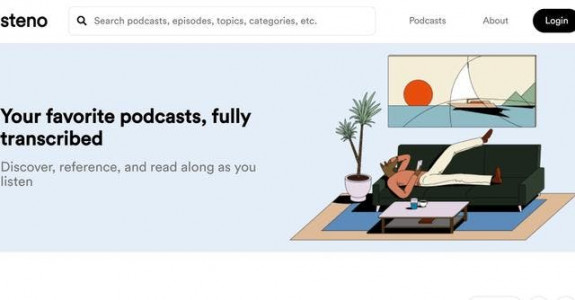 steno
Search podcasts, episodes, topics, categories, etc.
Podcasts
About
Login
Your favorite podcasts, fully
transcribed
Discover, reference, and read along as you
listen